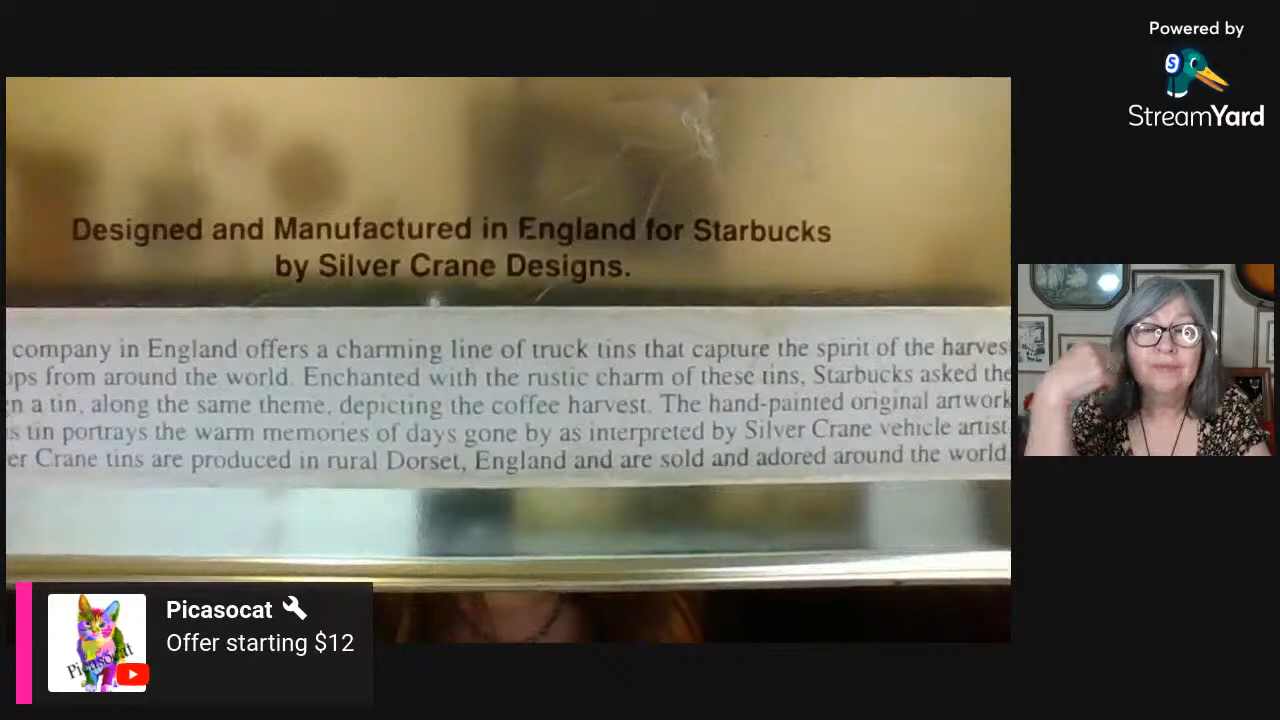 Powered by
StreamYard
Designed and Manufactured in England for Starbucks
by Silver Crane Designs.
company in England offers a charming line of truck tins that capture the spirit of the harves
ops from around the world. Enchanted with the rustic charm of these tins, Starbucks asked the
n a tin, along the same theme, depicting the coffee harvest. The hand-painted original artwork
s tin portrays the warm memories of days gone by as interpreted by Silver Crane vehicle artist
er Crane tins are produced in rural Dorset, England and are sold and adored around the world
Picasocat
Offer starting $12
Picasocat